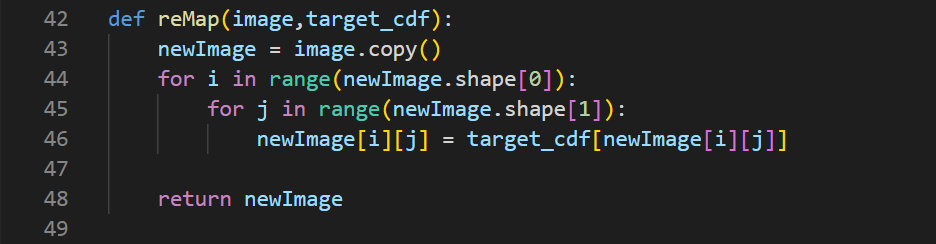 42 def reMap(image,target_cdf):
43     newImage = image.copy()
44     for i in range(newImage.shape[0]):
45         for j in range(newImage.shape[1]):
46             newImage[i][j] = target_cdf[newImage[i][j]]
47
48     return newImage
49